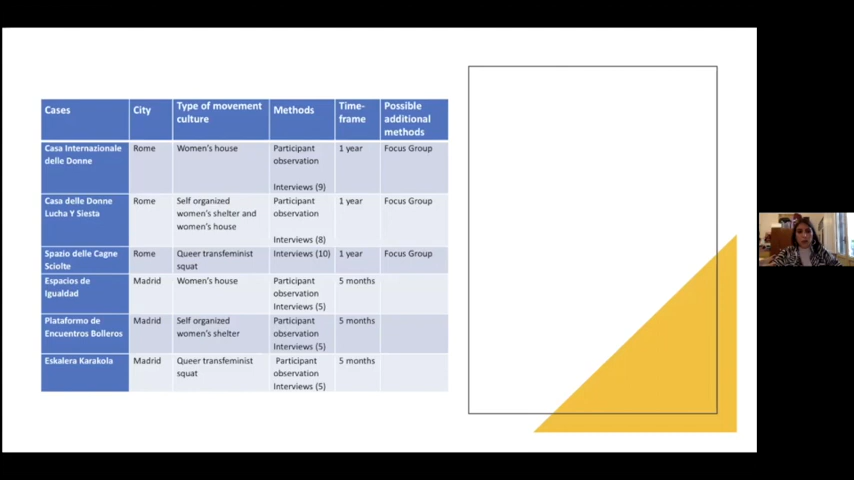 Cases City Type of movement culture Methods Time-frame Possible additional methods
Casa Internazionale delle Donne Rome Women's house Participant observation Interviews (9) 1 year Focus Group
Casa delle Donne Lucha Y Siesta Rome Self organized women's shelter and women's house Participant observation Interviews (8) 1 year Focus Group
Spazio delle Cagne Sciolte Rome Queer transfeminist squat Interviews (10) 1 year Focus Group
Espacios de Igualdad Madrid Women's house Participant observation Interviews (5) 5 months
Plataformo de Encuentros Bolleros Madrid Self organized women's shelter Participant observation Interviews (5) 5 months
Eskalera Karakola Madrid Queer transfeminist squat Participant observation Interviews (5) 5 months